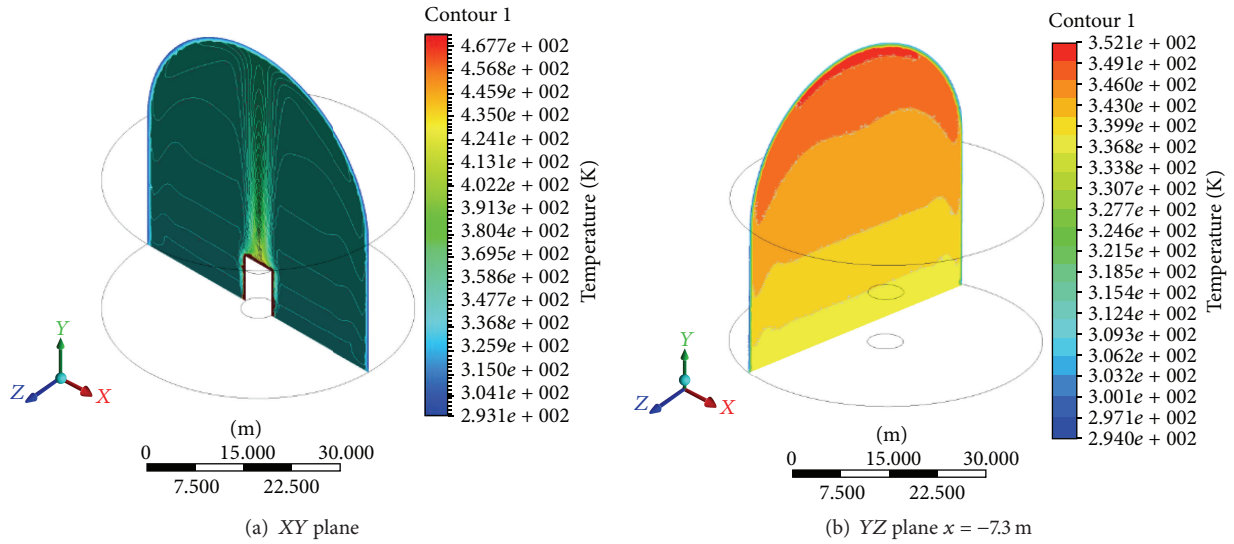 Contour 1
4.677e + 002
4.568e + 002
4.459e + 002
4.350e + 002
4.241e + 002
4.131e + 002
4.022e + 002
3.913e + 002
3.804e + 002
3.695e + 002
3.586e + 002
3.477e + 002
3.368e + 002
3.259e + 002
3.150e + 002
3.041e + 002
2.931e + 002
Temperature (K)
Y
Z
X
(m)
0 15.000 30.000
7.500 22.500
(a) XY plane
Contour 1
3.521e + 002
3.491e + 002
3.460e + 002
3.430e + 002
3.399e + 002
3.368e + 002
3.338e + 002
3.307e + 002
3.277e + 002
3.246e + 002
3.215e + 002
3.185e + 002
3.154e + 002
3.124e + 002
3.093e + 002
3.062e + 002
3.032e + 002
3.001e + 002
2.971e + 002
2.940e + 002
Temperature (K)
Y
Z
X
(m)
0 15.000 30.000
7.500 22.500
(b) YZ plane x = −7.3 m